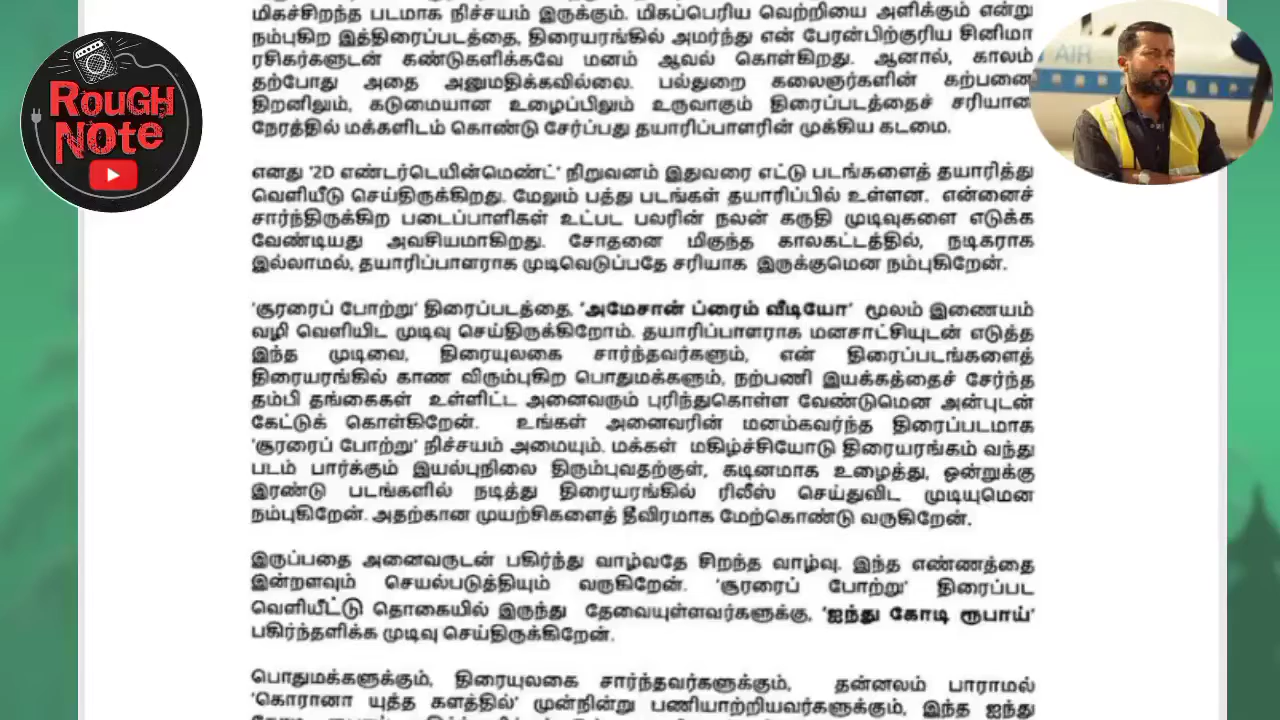 மிகச்சிறந்த படமாக நிச்சயம் இருக்கும். மிகப்பெரிய வெற்றியை அளிக்கும் என்று
நம்புகிற இத்திரைப்படத்தை, திரையரங்கில் அமர்ந்து என் பேரன்பிற்குரிய சினிமா
ரசிகர்களுடன் கண்டுகளிக்கவே மனம் ஆவல் கொள்கிறது. ஆனால், காலம்
தற்போது அதை அனுமதிக்கவில்லை. பல்துறை கலைஞர்களின் கற்பனை
திறனிலும், கடுமையான உழைப்பிலும் உருவாகும் திரைப்படத்தைச் சரியான
நேரத்தில் மக்களிடம் கொண்டு சேர்ப்பது தயாரிப்பாளரின் முக்கிய கடமை.
எனது '2D எண்டர்டெயின்மெண்ட்' நிறுவனம் இதுவரை எட்டு படங்களைத் தயாரித்து
வெளியீடு செய்திருக்கிறது. மேலும் பத்து படங்கள் தயாரிப்பில் உள்ளன. என்னைச்
சார்ந்திருக்கிற படைப்பாளிகள் உட்பட பலரின் நலன் கருதி முடிவுகளை எடுக்க
வேண்டியது அவசியமாகிறது. சோதனை மிகுந்த காலகட்டத்தில், நடிகராக
இல்லாமல், தயாரிப்பாளராக முடிவெடுப்பதே சரியாக இருக்குமென நம்புகிறேன்.
'சூரரைப் போற்று' திரைப்படத்தை, 'அமேசான் ப்ரைம் வீடியோ' மூலம் இணையம்
வழி வெளியிட முடிவு செய்திருக்கிறோம். தயாரிப்பாளராக மனசாட்சியுடன் எடுத்த
இந்த முடிவை, திரையுலகை சார்ந்தவர்களும், என் திரைப்படங்களைத்
திரையரங்கில் காண விரும்புகிற பொதுமக்களும், நற்பணி இயக்கத்தைச் சேர்ந்த
தம்பி தங்கைகள் உள்ளிட்ட அனைவரும் புரிந்துகொள்ள வேண்டுமென அன்புடன்
கேட்டுக் கொள்கிறேன். உங்கள் அனைவரின் மனம்கவர்ந்த திரைப்படமாக
'சூரரைப் போற்று' நிச்சயம் அமையும். மக்கள் மகிழ்ச்சியோடு திரையரங்கம் வந்து
படம் பார்க்கும் இயல்புநிலை திரும்புவதற்குள், கடினமாக உழைத்து, ஒன்றுக்கு
இரண்டு படங்களில் நடித்து திரையரங்கில் ரிலீஸ் செய்துவிட முடியுமென
நம்புகிறேன். அதற்கான முயற்சிகளைத் தீவிரமாக மேற்கொண்டு வருகிறேன்.
இருப்பதை அனைவருடன் பகிர்ந்து வாழ்வதே சிறந்த வாழ்வு. இந்த எண்ணத்தை
இன்றளவும் செயல்படுத்தியும் வருகிறேன். 'சூரரைப் போற்று' திரைப்பட
வெளியீட்டு தொகையில் இருந்து தேவையுள்ளவர்களுக்கு, 'ஐந்து கோடி ரூபாய்'
பகிர்ந்தளிக்க முடிவு செய்திருக்கிறேன்.
பொதுமக்களுக்கும், திரையுலகை சார்ந்தவர்களுக்கும், தன்னலம் பாராமல்
'கொரானா யுத்த களத்தில்' முன்நின்று பணியாற்றியவர்களுக்கும், இந்த ஐந்து
ROUGH
NOTE
AIR